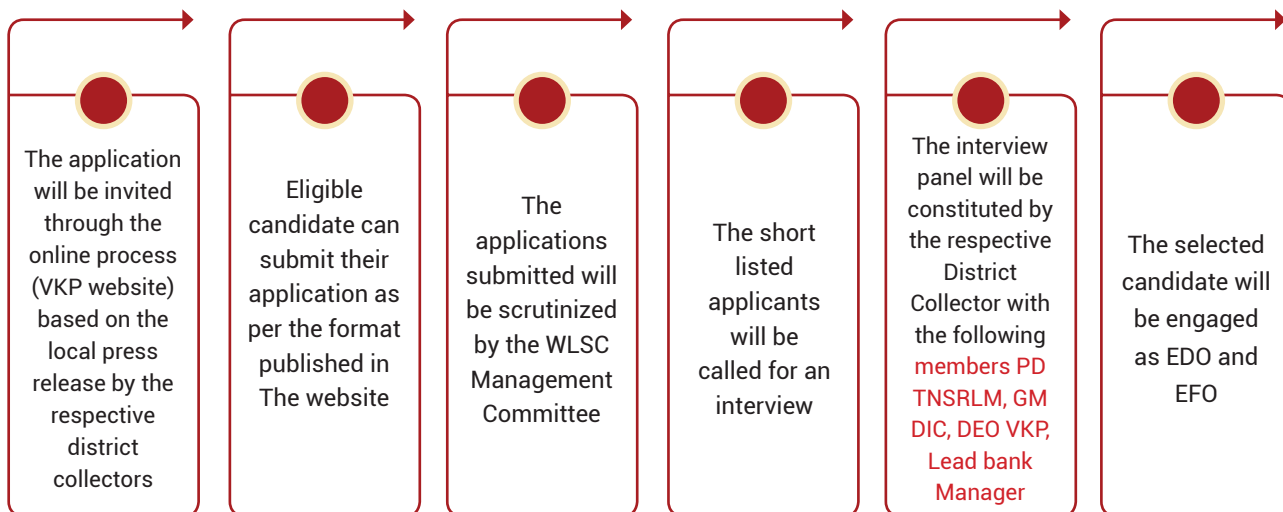 The application
will be invited
through the
online process
(VKP website)
based on the
local press
release by the
respective
district
collectors
Eligible
candidate can
submit their
application as
per the format
published in
The website
The
applications
submitted will
be scrutinized
by the WLSC
Management
Committee
The short
listed
applicants
will be
called for an
interview
The interview
panel will be
constituted by
the respective
District
Collector with
the following
members PD
TNSRLM, GM
DIC, DEO VKP,
Lead bank
Manager
The selected
candidate will
be engaged
as EDO and
EFO